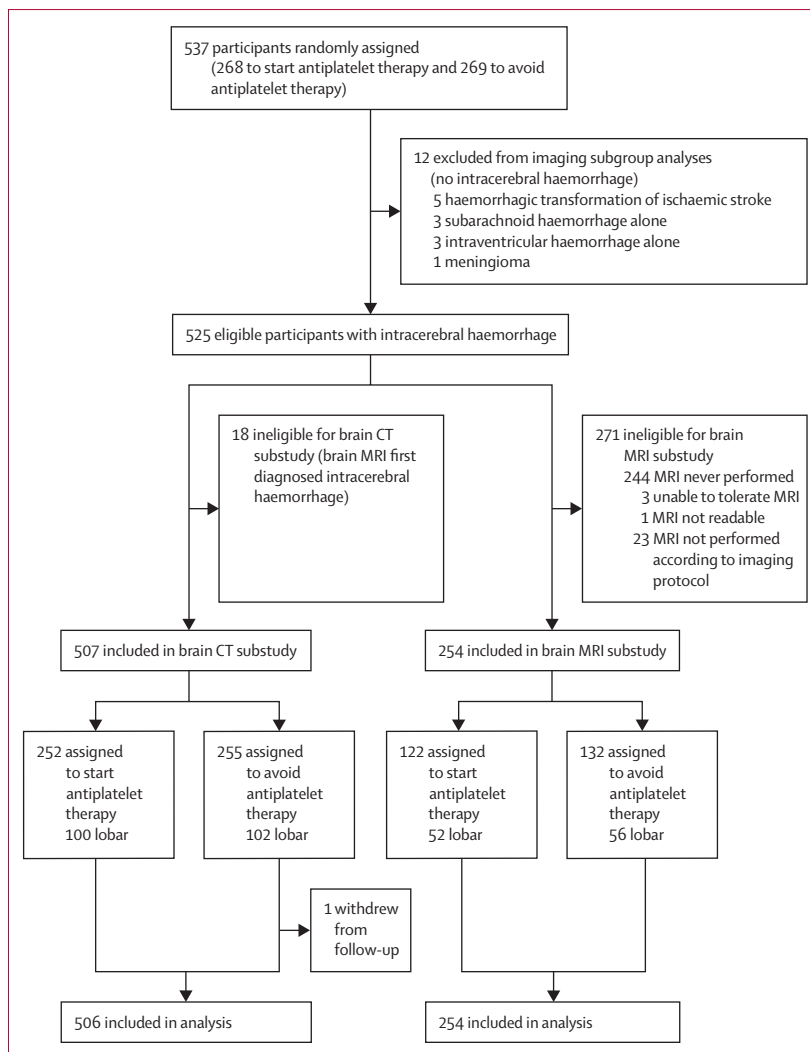 537 participants randomly assigned
(268 to start antiplatelet therapy and 269 to avoid
antiplatelet therapy)
12 excluded from imaging subgroup analyses
(no intracerebral haemorrhage)
5 haemorrhagic transformation of ischaemic stroke
3 subarachnoid haemorrhage alone
3 intraventricular haemorrhage alone
1 meningioma
525 eligible participants with intracerebral haemorrhage
18 ineligible for brain CT
substudy (brain MRI first
diagnosed intracerebral
haemorrhage)
271 ineligible for brain
MRI substudy
244 MRI never performed
3 unable to tolerate MRI
1 MRI not readable
23 MRI not performed
according to imaging
protocol
507 included in brain CT substudy
254 included in brain MRI substudy
252 assigned
to start
antiplatelet
therapy
100 lobar
255 assigned
to avoid
antiplatelet
therapy
102 lobar
122 assigned
to start
antiplatelet
therapy
52 lobar
132 assigned
to avoid
antiplatelet
therapy
56 lobar
1 withdrew
from
follow-up
506 included in analysis
254 included in analysis